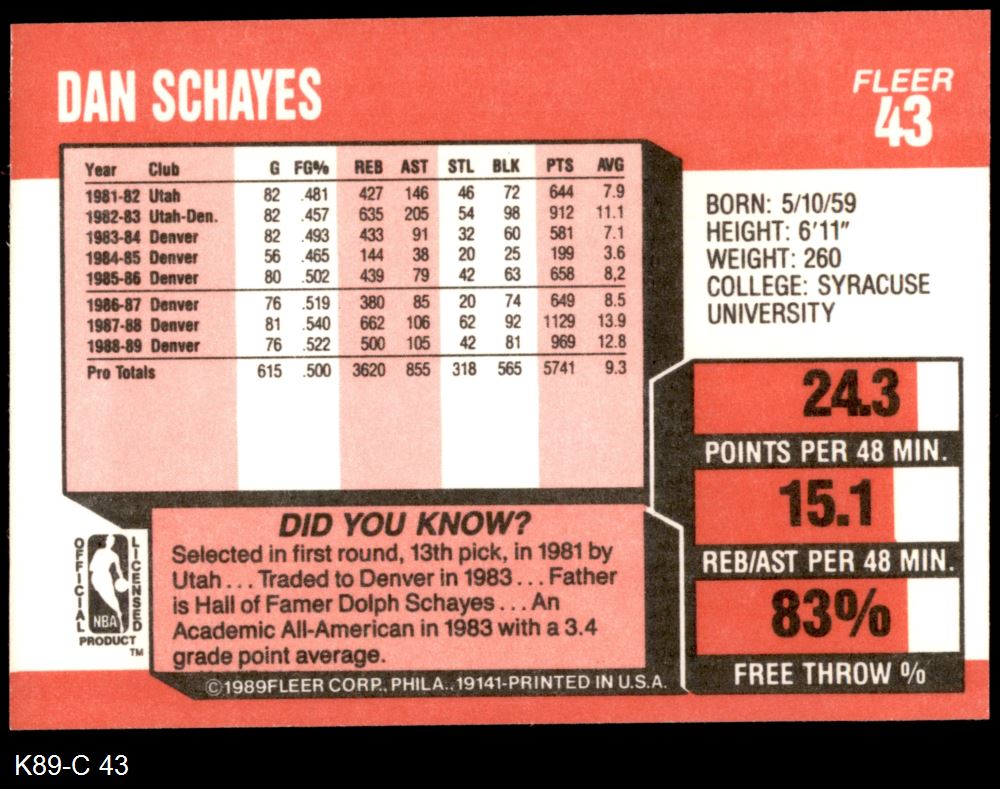 DAN SCHAYES
FLEER
43
Year Club G FG% REB AST STL BLK PTS AVG
1981-82 Utah 82 .481 427 146 46 72 644 7.9
1982-83 Utah-Den. 82 .457 635 205 54 98 912 11.1
1983-84 Denver 82 .493 433 91 32 60 581 7.1
1984-85 Denver 56 .465 144 38 20 25 199 3.6
1985-86 Denver 80 .502 439 79 42 63 658 8,2
1986-87 Denver 76 .519 380 85 20 74 649 8.5
1987-88 Denver 81 .540 662 106 62 92 1129 13.9
1988-89 Denver 76 .522 500 105 42 81 969 12.8
Pro Totals 615 .500 3620 855 318 565 5741 9.3
BORN: 5/10/59
HEIGHT: 6'11"
WEIGHT: 260
COLLEGE: SYRACUSE
UNIVERSITY
24.3
POINTS PER 48 MIN.
15.1
REB/AST PER 48 MIN.
83%
FREE THROW %
DID YOU KNOW?
Selected in first round, 13th pick, in 1981 by
Utah . . . Traded to Denver in 1983 . . . Father
is Hall of Famer Dolph Schayes . . . An
Academic All-American in 1983 with a 3.4
grade point average.
OFFICIAL
LICENSED
NBA
PRODUCT
TM
©1989FLEER CORP., PHILA., 19141-PRINTED IN U.S.A.
K89-C 43